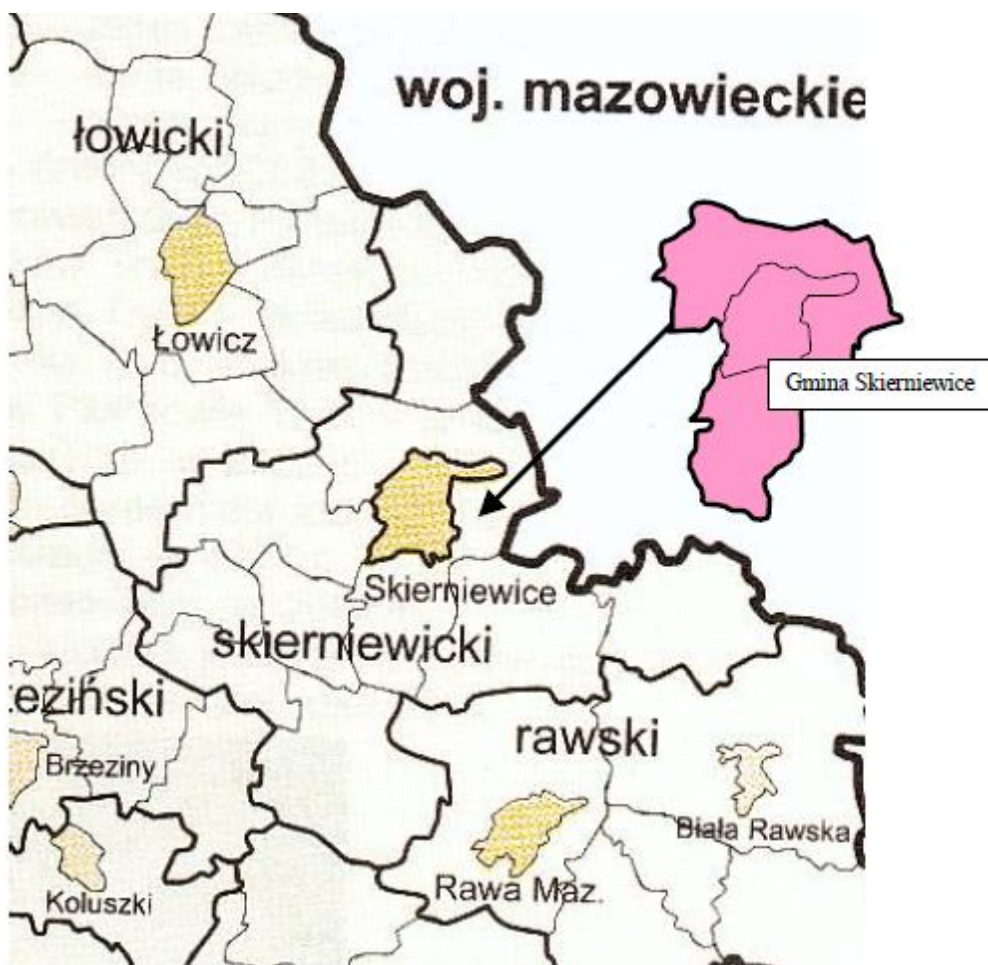 woj. mazowieckie
łowicki
Łowicz
Gmina Skierniewice
Skierniewice
skierniewicki
eziński
rawski
Brzeziny
Biała Rawska
Rawa Maz.
Koluszki